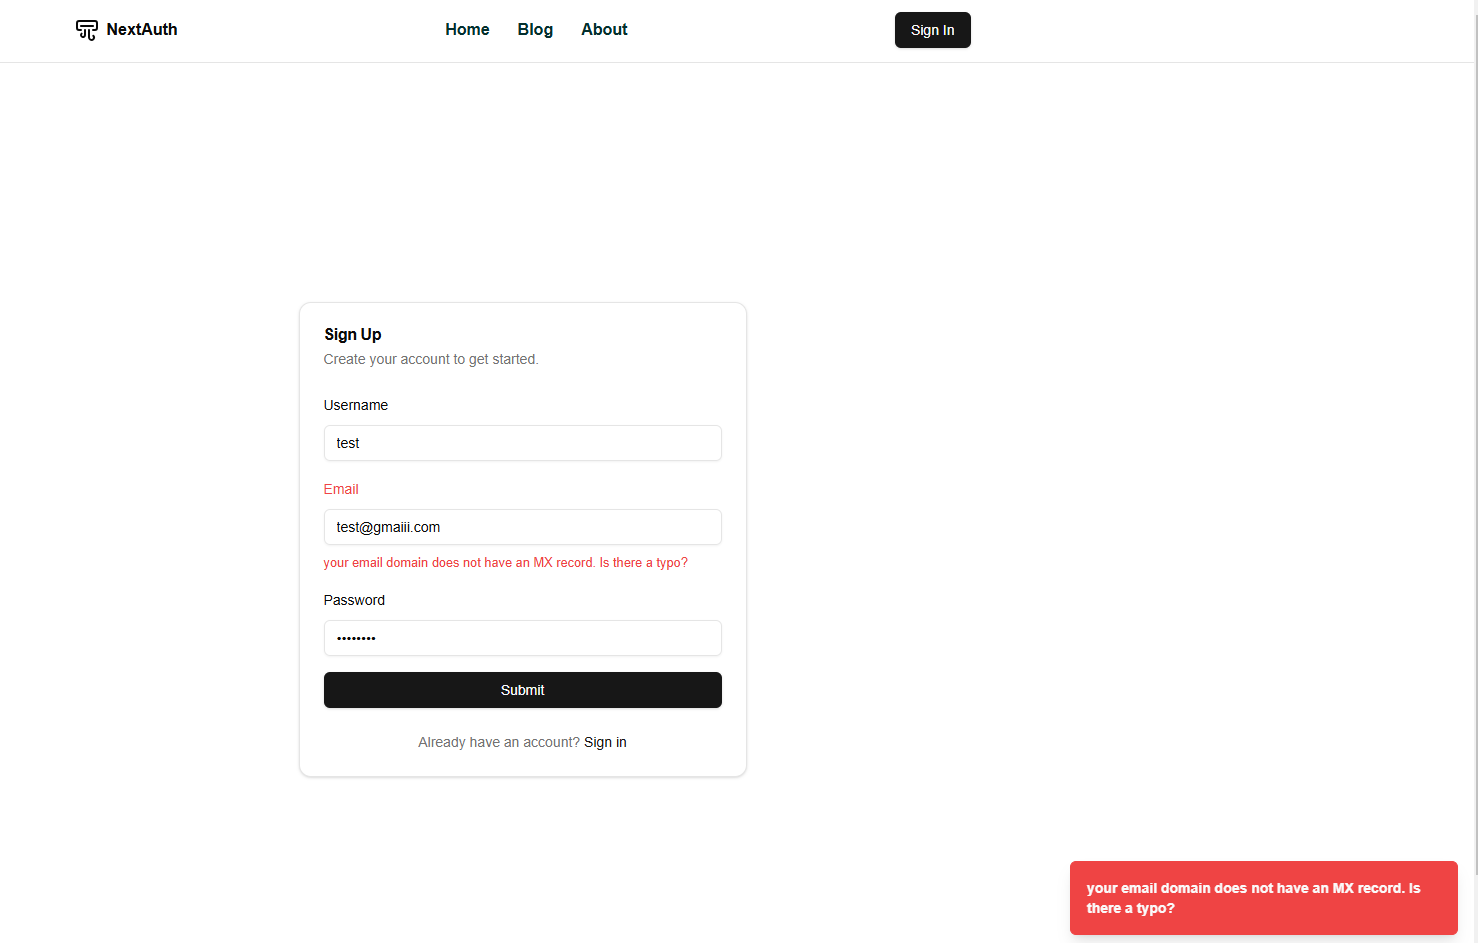 NextAuth
Home
Blog
About
Sign In
Sign Up
Create your account to get started.
Username
test
Email
test@gmaiii.com
your email domain does not have an MX record. Is there a typo?
Password
••••••••
Submit
Already have an account? Sign in
your email domain does not have an MX record. Is
there a typo?